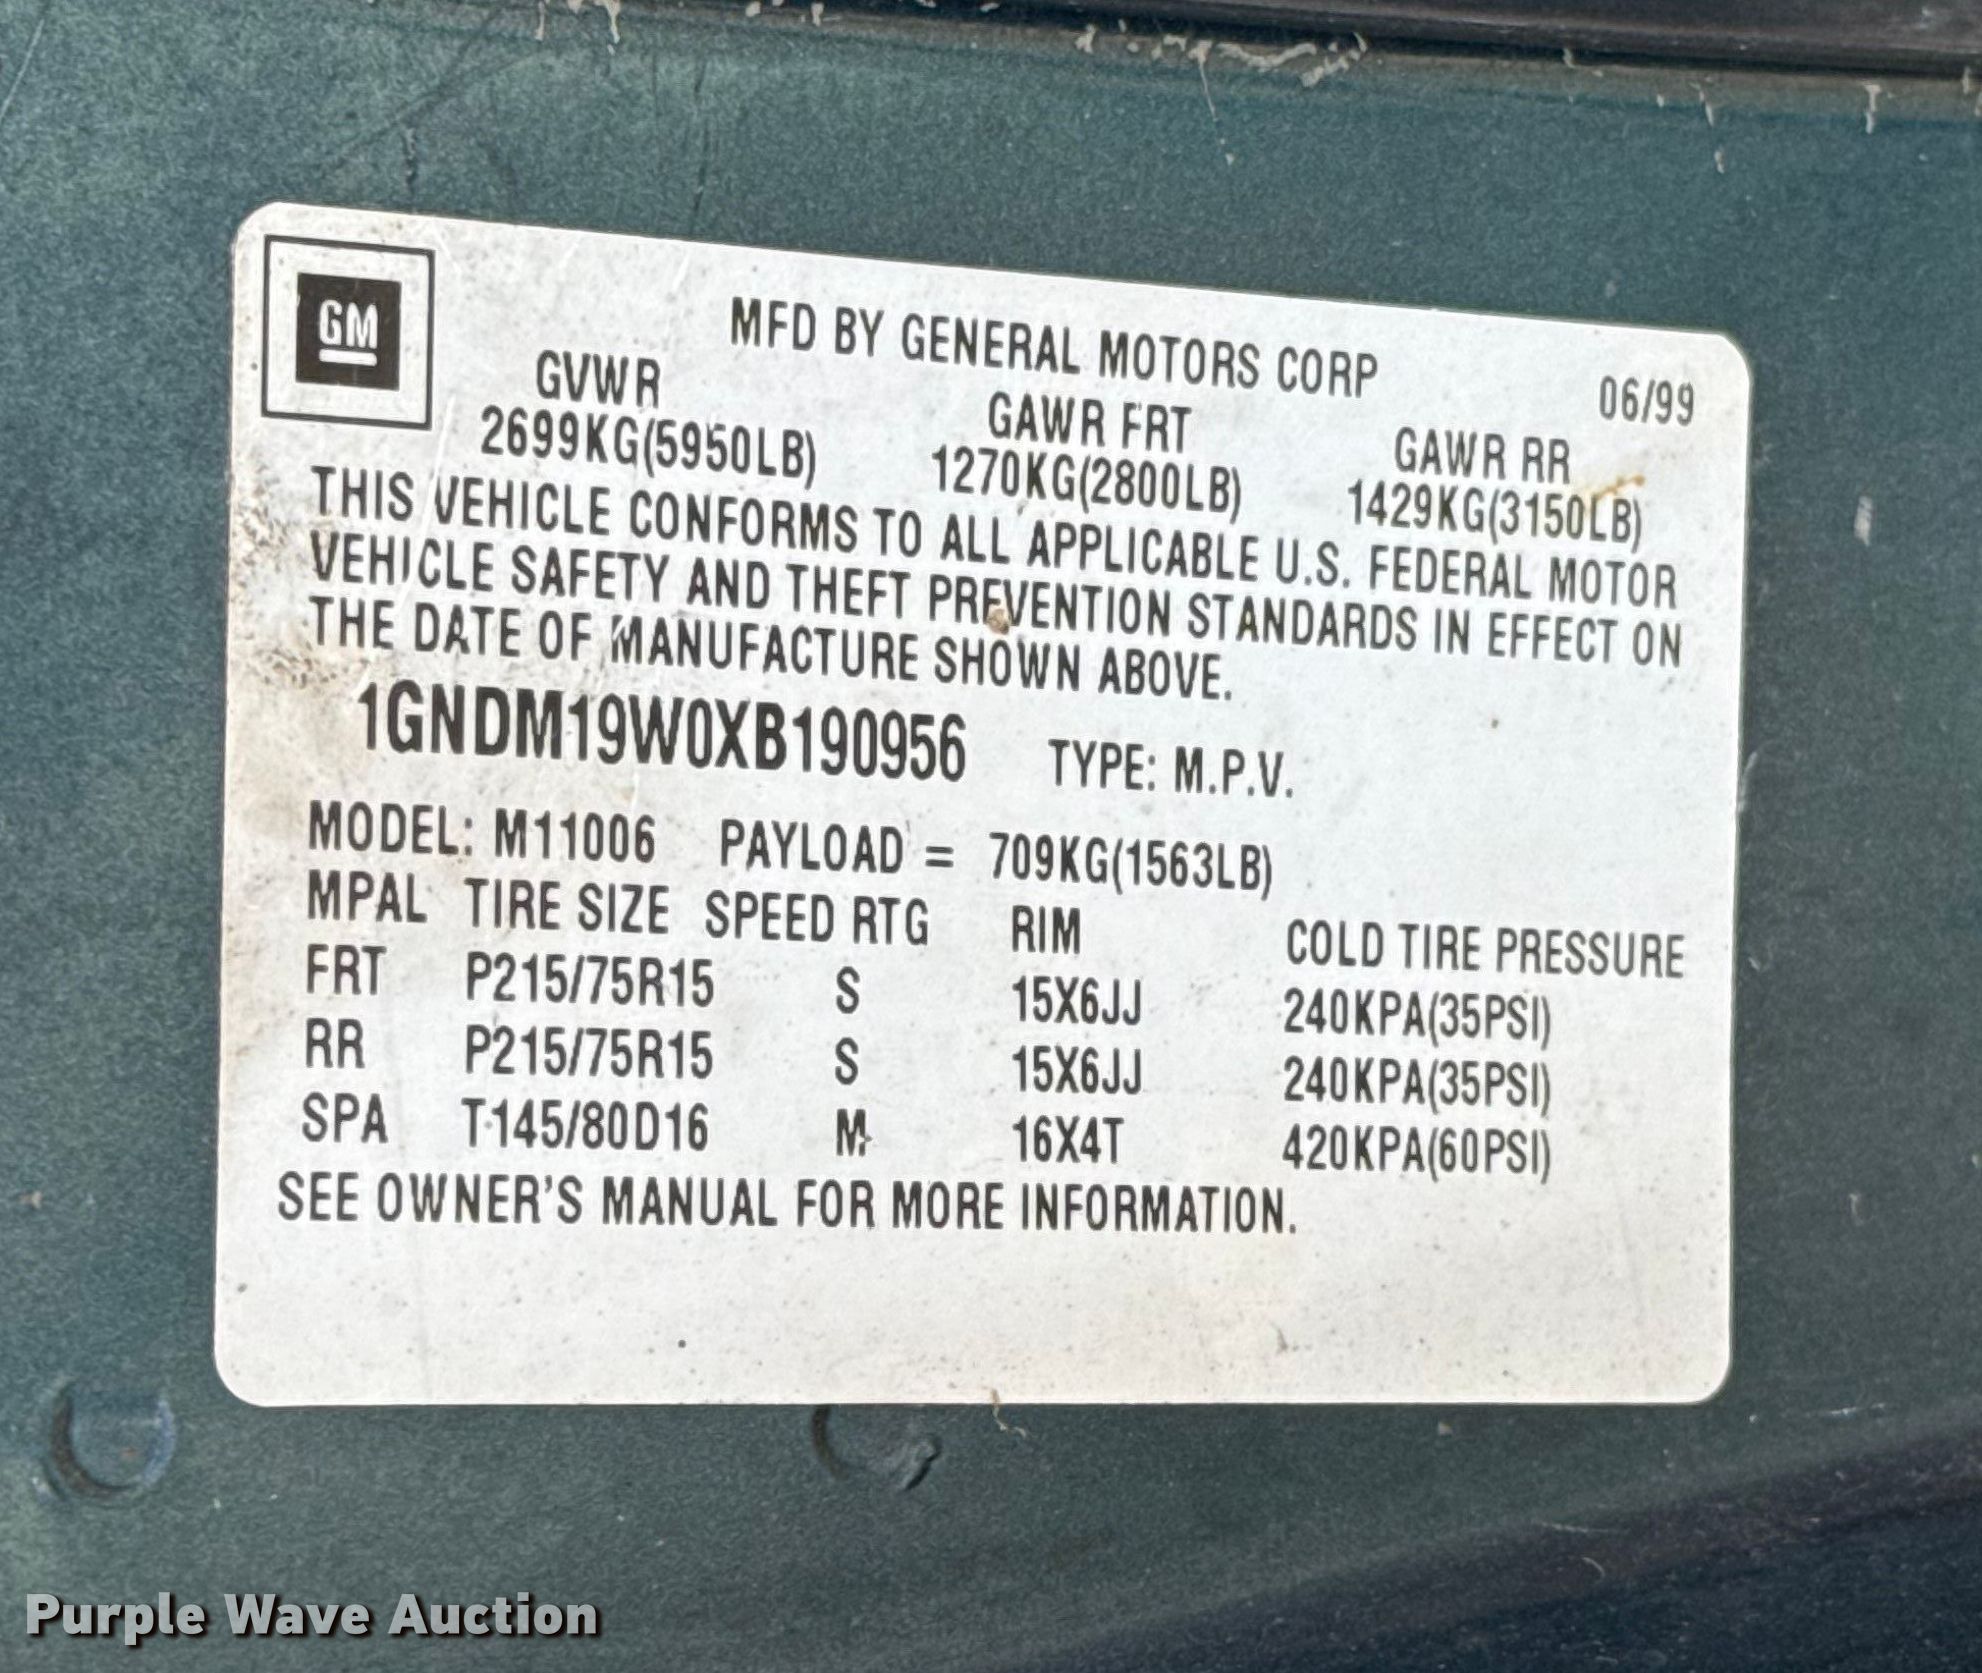 GM
MFD BY GENERAL MOTORS CORP 06/99
GVWR GAWR FRT GAWR RR
2699KG(5950LB) 1270KG(2800LB) 1429KG(3150LB)
THIS VEHICLE CONFORMS TO ALL APPLICABLE U.S. FEDERAL MOTOR
VEHICLE SAFETY AND THEFT PREVENTION STANDARDS IN EFFECT ON
THE DATE OF MANUFACTURE SHOWN ABOVE.
1GNDM19W0XB190956 TYPE: M.P.V.
MODEL: M11006 PAYLOAD = 709KG(1563LB)
MPAL TIRE SIZE SPEED RTG RIM COLD TIRE PRESSURE
FRT P215/75R15 S 15X6JJ 240KPA(35PSI)
RR P215/75R15 S 15X6JJ 240KPA(35PSI)
SPA T145/80D16 M 16X4T 420KPA(60PSI)
SEE OWNER'S MANUAL FOR MORE INFORMATION.
Purple Wave Auction